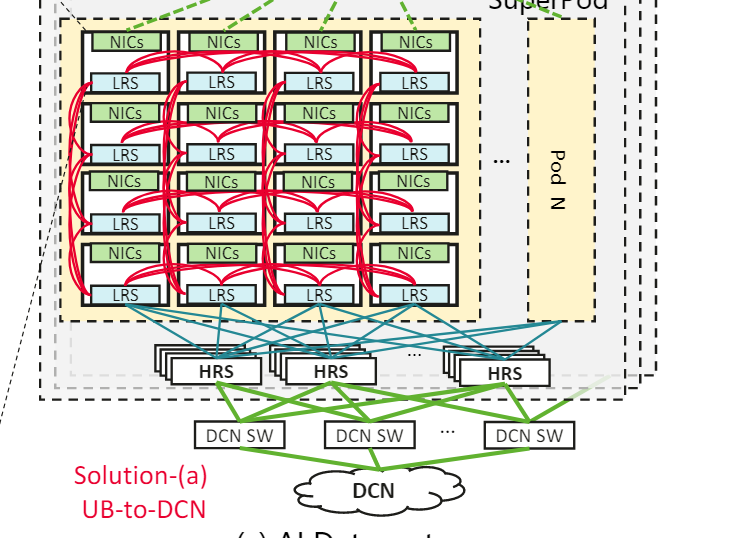 SuperPod
NICs NICs NICs NICs
LRS LRS LRS LRS
NICs NICs NICs NICs
LRS LRS LRS LRS
...
Pod N
NICs NICs NICs NICs
LRS LRS LRS LRS
NICs NICs NICs NICs
LRS LRS LRS LRS
...
HRS HRS HRS
DCN SW DCN SW ... DCN SW
Solution-(a)
UB-to-DCN
DCN